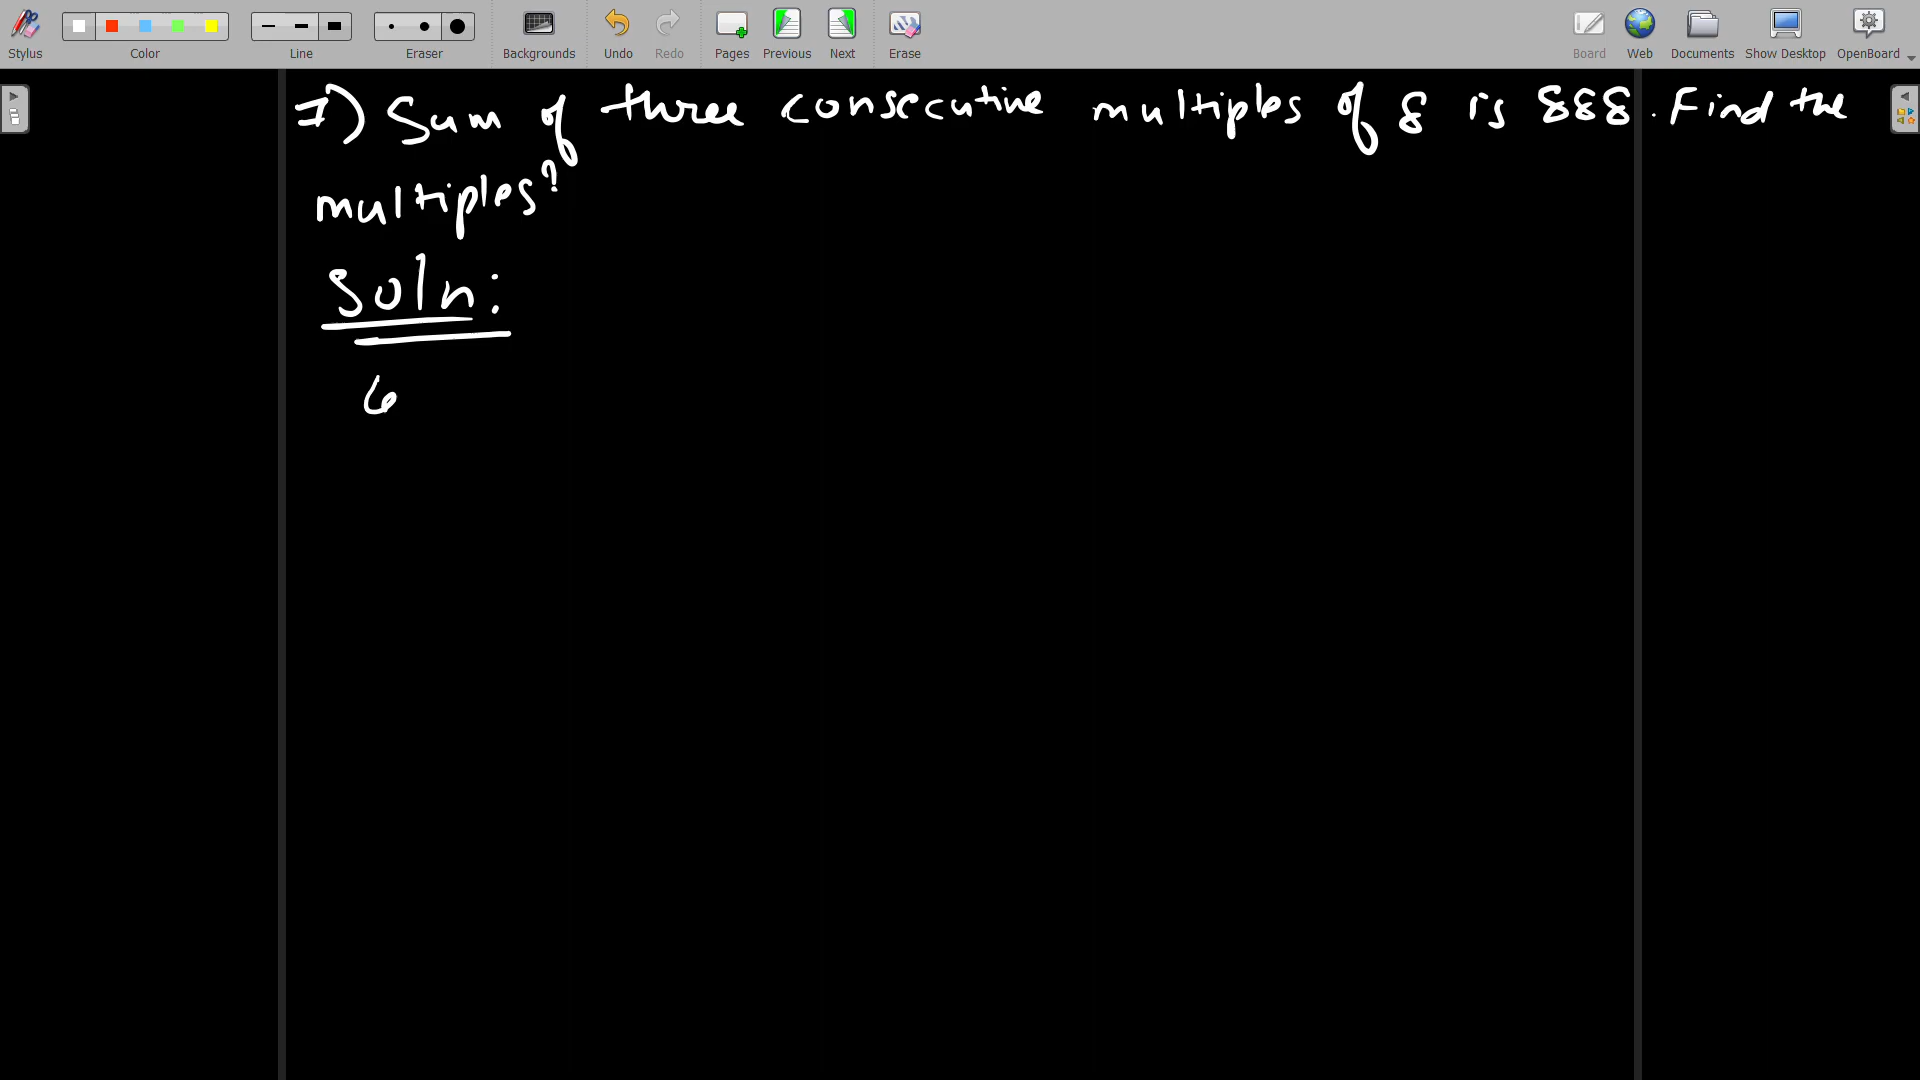 Stylus Color Line Eraser Backgrounds Undo Redo Pages Previous Next Erase Board Web Documents Show Desktop OpenBoard
7) Sum of three consecutive multiples of 8 is 888. Find the
multiples?
Soln:
6